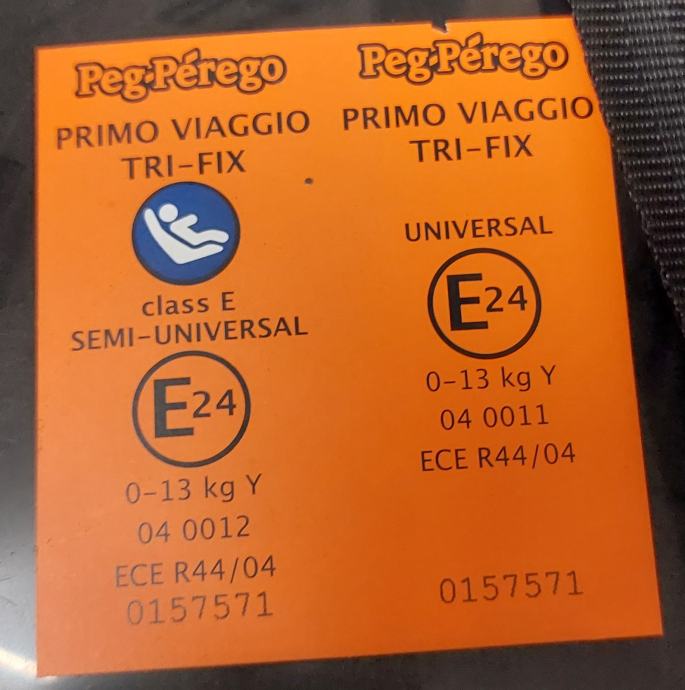 Peg-Pérego
PRIMO VIAGGIO
TRI-FIX
class E
SEMI-UNIVERSAL
E24
0-13 kg Y
04 0012
ECE R44/04
0157571
Peg-Pérego
PRIMO VIAGGIO
TRI-FIX
UNIVERSAL
E24
0-13 kg Y
04 0011
ECE R44/04
0157571